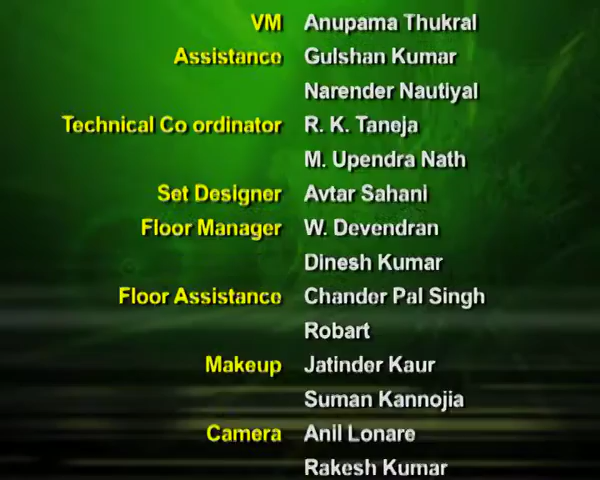 VM Anupama Thukral
Assistance Gulshan Kumar
Narender Nautiyal
Technical Co ordinator R. K. Taneja
M. Upendra Nath
Set Designer Avtar Sahani
Floor Manager W. Devendran
Dinesh Kumar
Floor Assistance Chander Pal Singh
Robart
Makeup Jatinder Kaur
Suman Kannojia
Camera Anil Lonare
Rakesh Kumar